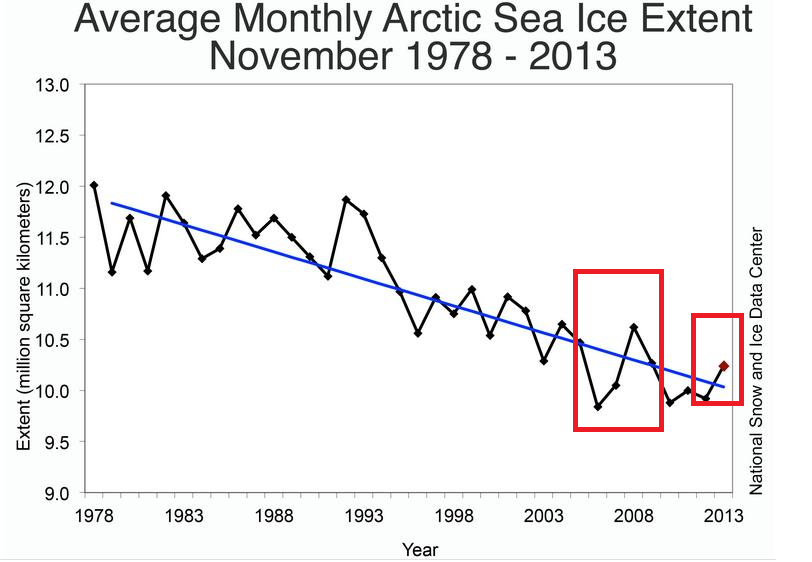 Average Monthly Arctic Sea Ice Extent
November 1978 - 2013
13.0
12.5
12.0
11.5
11.0
10.5
10.0
9.5
9.0
Extent (million square kilometers)
1978 1983 1988 1993 1998 2003 2008 2013
Year
National Snow and Ice Data Center